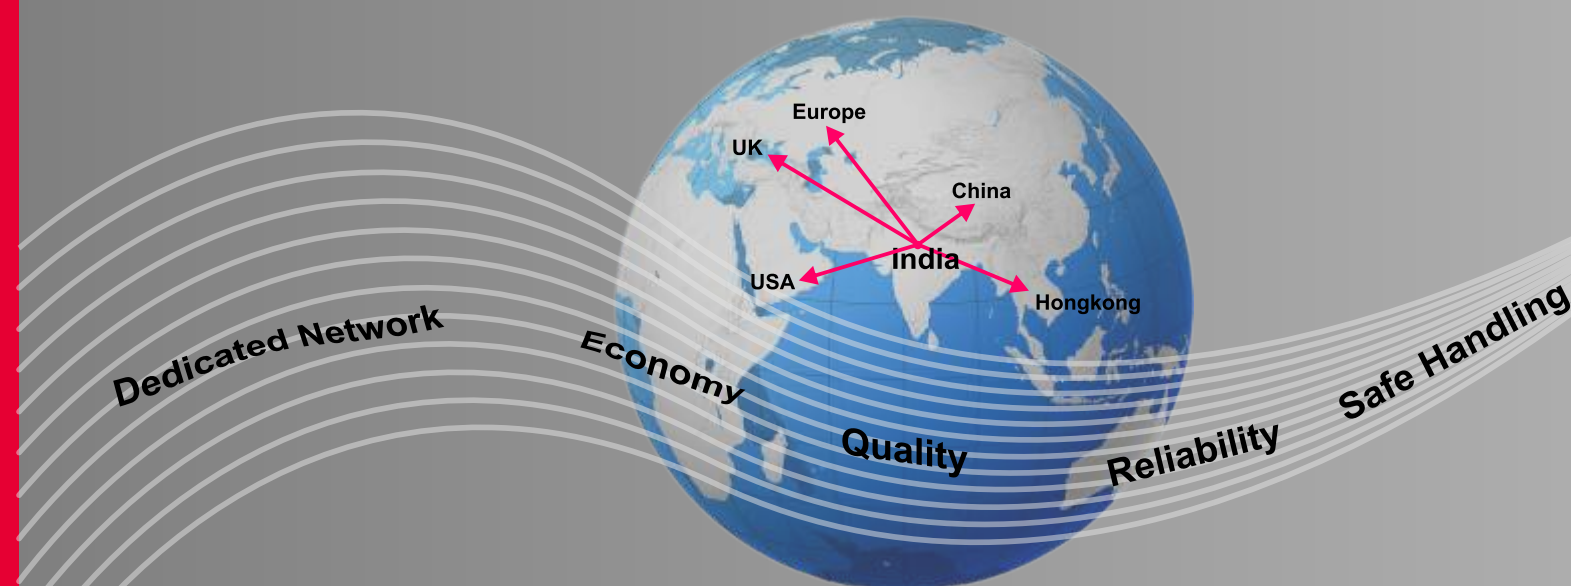 Europe
UK
China
india
USA
Hongkong
Dedicated Network
Economy
Quality
Reliability
Safe Handling